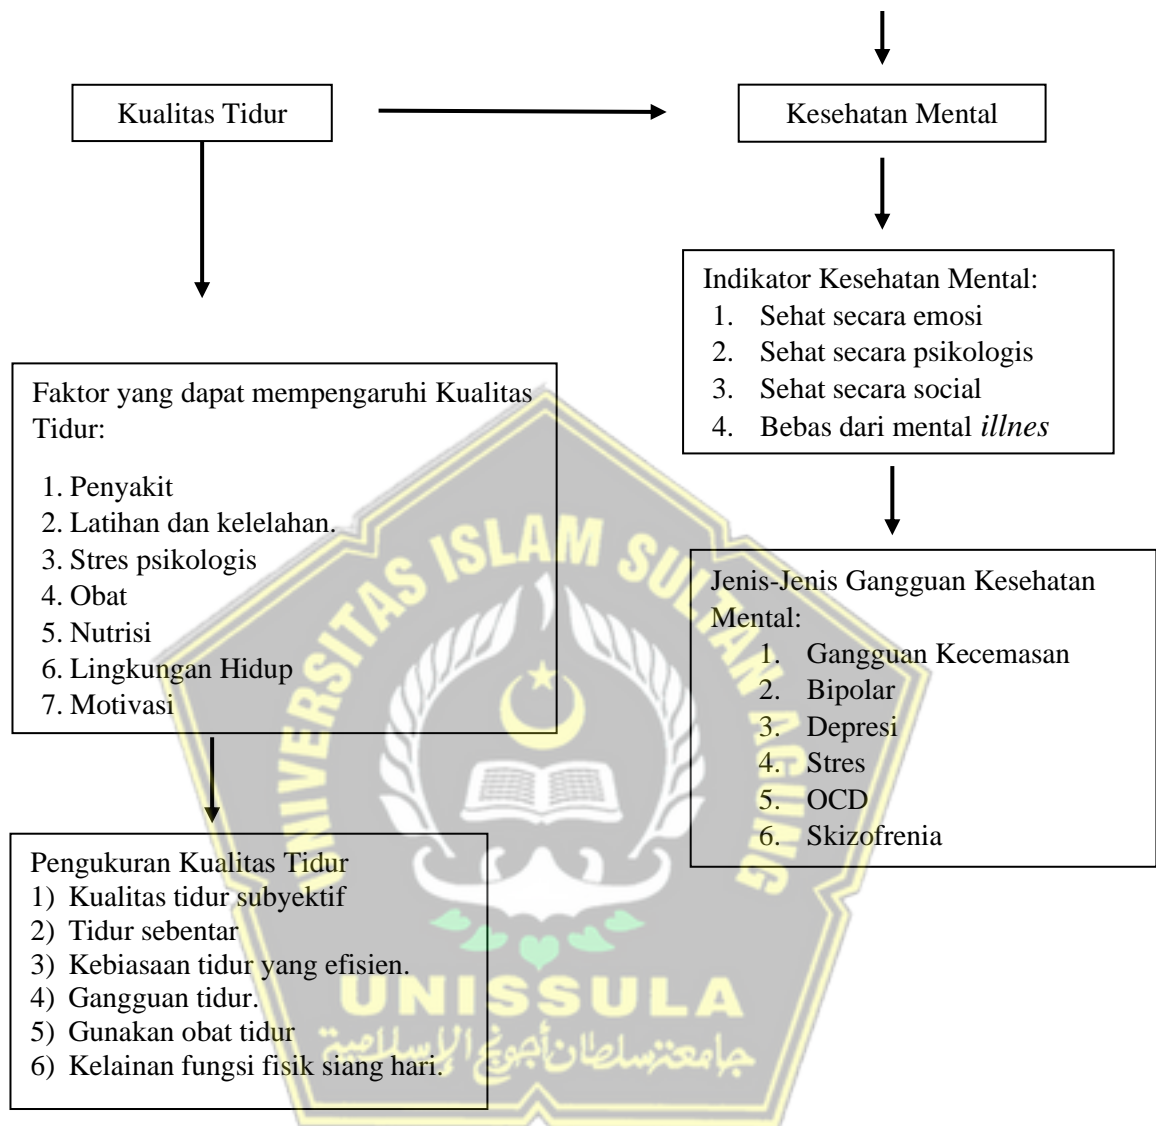 Kualitas Tidur
Kesehatan Mental
Indikator Kesehatan Mental:
1. Sehat secara emosi
2. Sehat secara psikologis
3. Sehat secara social
4. Bebas dari mental illnes
Faktor yang dapat mempengaruhi Kualitas
Tidur:
1. Penyakit
2. Latihan dan kelelahan.
3. Stres psikologis
4. Obat
5. Nutrisi
6. Lingkungan Hidup
7. Motivasi
Jenis-Jenis Gangguan Kesehatan
Mental:
1. Gangguan Kecemasan
2. Bipolar
3. Depresi
4. Stres
5. OCD
6. Skizofrenia
Pengukuran Kualitas Tidur
1) Kualitas tidur subyektif
2) Tidur sebentar
3) Kebiasaan tidur yang efisien.
4) Gangguan tidur.
5) Gunakan obat tidur
6) Kelainan fungsi fisik siang hari.
UNIVERSITAS ISLAM SULTAN AGUNG
UNISSULA
جامعة سلطان أجونج الإسلامية